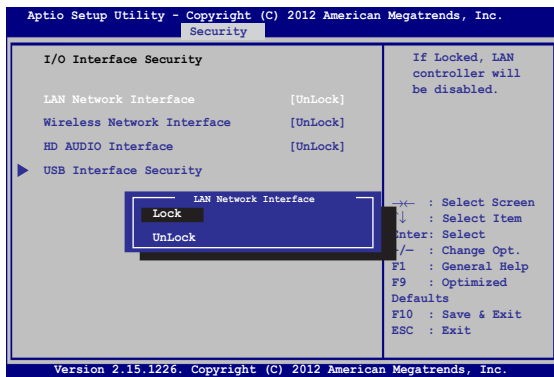 Aptio Setup Utility - Copyright (C) 2012 American Megatrends, Inc.
Security
I/O Interface Security
LAN Network Interface [UnLock]
Wireless Network Interface [UnLock]
HD AUDIO Interface [UnLock]
USB Interface Security
LAN Network Interface
Lock
UnLock
If Locked, LAN
controller will
be disabled.
→← : Select Screen
↓ : Select Item
Enter: Select
+/— : Change Opt.
F1 : General Help
F9 : Optimized
Defaults
F10 : Save & Exit
ESC : Exit
Version 2.15.1226. Copyright (C) 2012 American Megatrends, Inc.